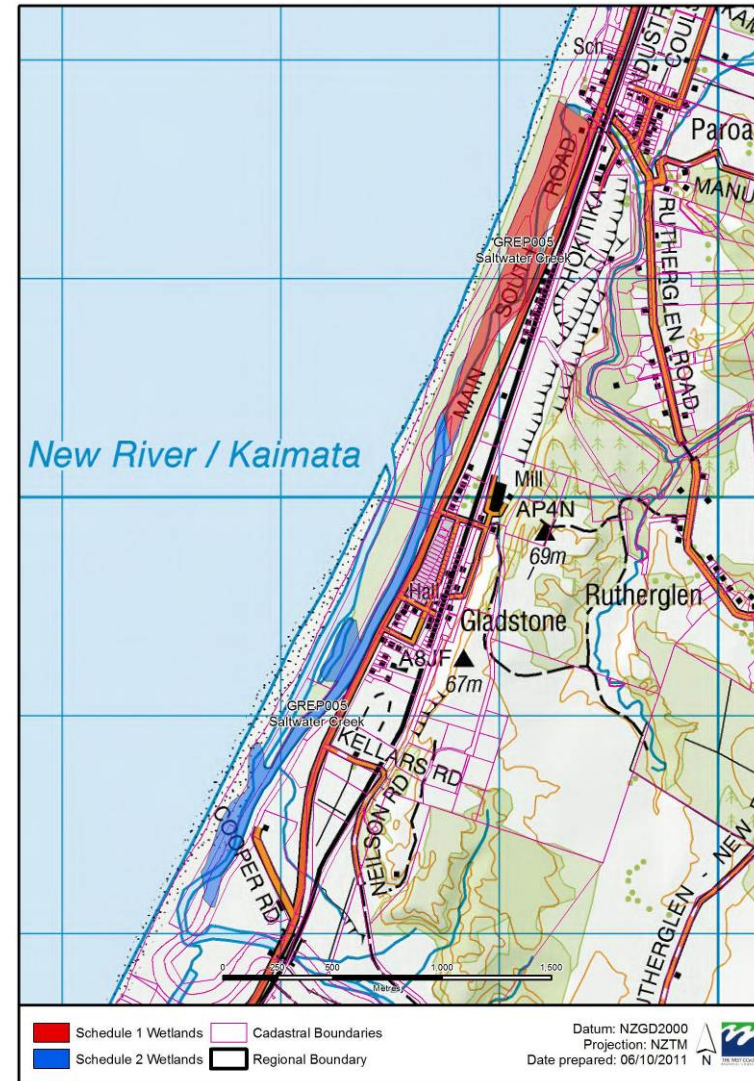 Sch
COUL
Paroa
MANU
ROAD
GREP005
Saltwater Creek
HOKITIKA
RUTHERGLEN ROAD
SOUTH
20
MAIN
New River / Kaimata
Mill
AP4N
69m
Hall
Rutherglen
Gladstone
A8JF
67m
GREP005
Saltwater Creek
KELLARS RD
NEILSON RD
COOPER RD
UTHERGLEN - NEW
0 250 500 1,000 1,500
Metres
Schedule 1 Wetlands
Cadastral Boundaries
Datum: NZGD2000
Schedule 2 Wetlands
Regional Boundary
Projection: NZTM
Date prepared: 06/10/2011
N